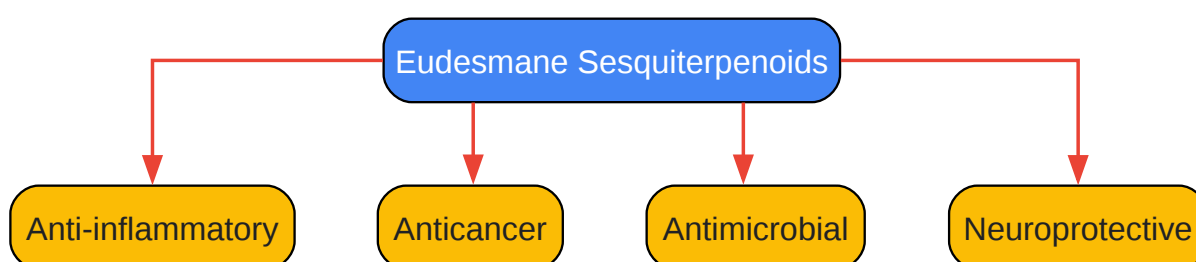 Eudesmane Sesquiterpenoids
Anti-inflammatory
Anticancer
Antimicrobial
Neuroprotective